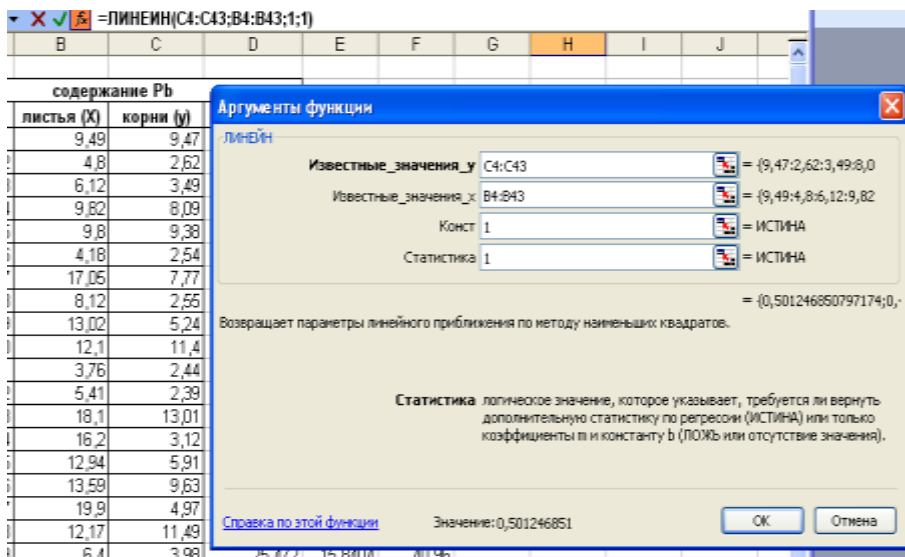 =ЛИНЕЙН(C4:C43;B4:B43;1;1)
B C D E F G H I J
содержание Pb
листья (X) корни (y)
9,49 9,47
4,8 2,62
6,12 3,49
9,82 8,09
9,8 9,38
4,18 2,54
17,05 7,77
8,12 2,55
13,02 5,24
12,1 11,4
3,76 2,44
5,41 2,39
18,1 13,01
16,2 3,12
12,94 5,91
13,59 9,63
19,9 4,97
12,17 11,49
6,4 3,98 25,472 15,8404 40,96
Аргументы функции
ЛИНЕЙН
Известные_значения_y C4:C43 = {9,47:2,62:3,49:8,0
Известные_значения_x B4:B43 = {9,49:4,8:6,12:9,82
Конст 1 = ИСТИНА
Статистика 1 = ИСТИНА
= {0,501246850797174;0,
Возвращает параметры линейного приближения по методу наименьших квадратов.
Статистика логическое значение, которое указывает, требуется ли вернуть
дополнительную статистику по регрессии (ИСТИНА) или только
коэффициенты m и константу b (ЛОЖЬ или отсутствие значения).
Справка по этой функции Значение:0,501246851 ОК Отмена